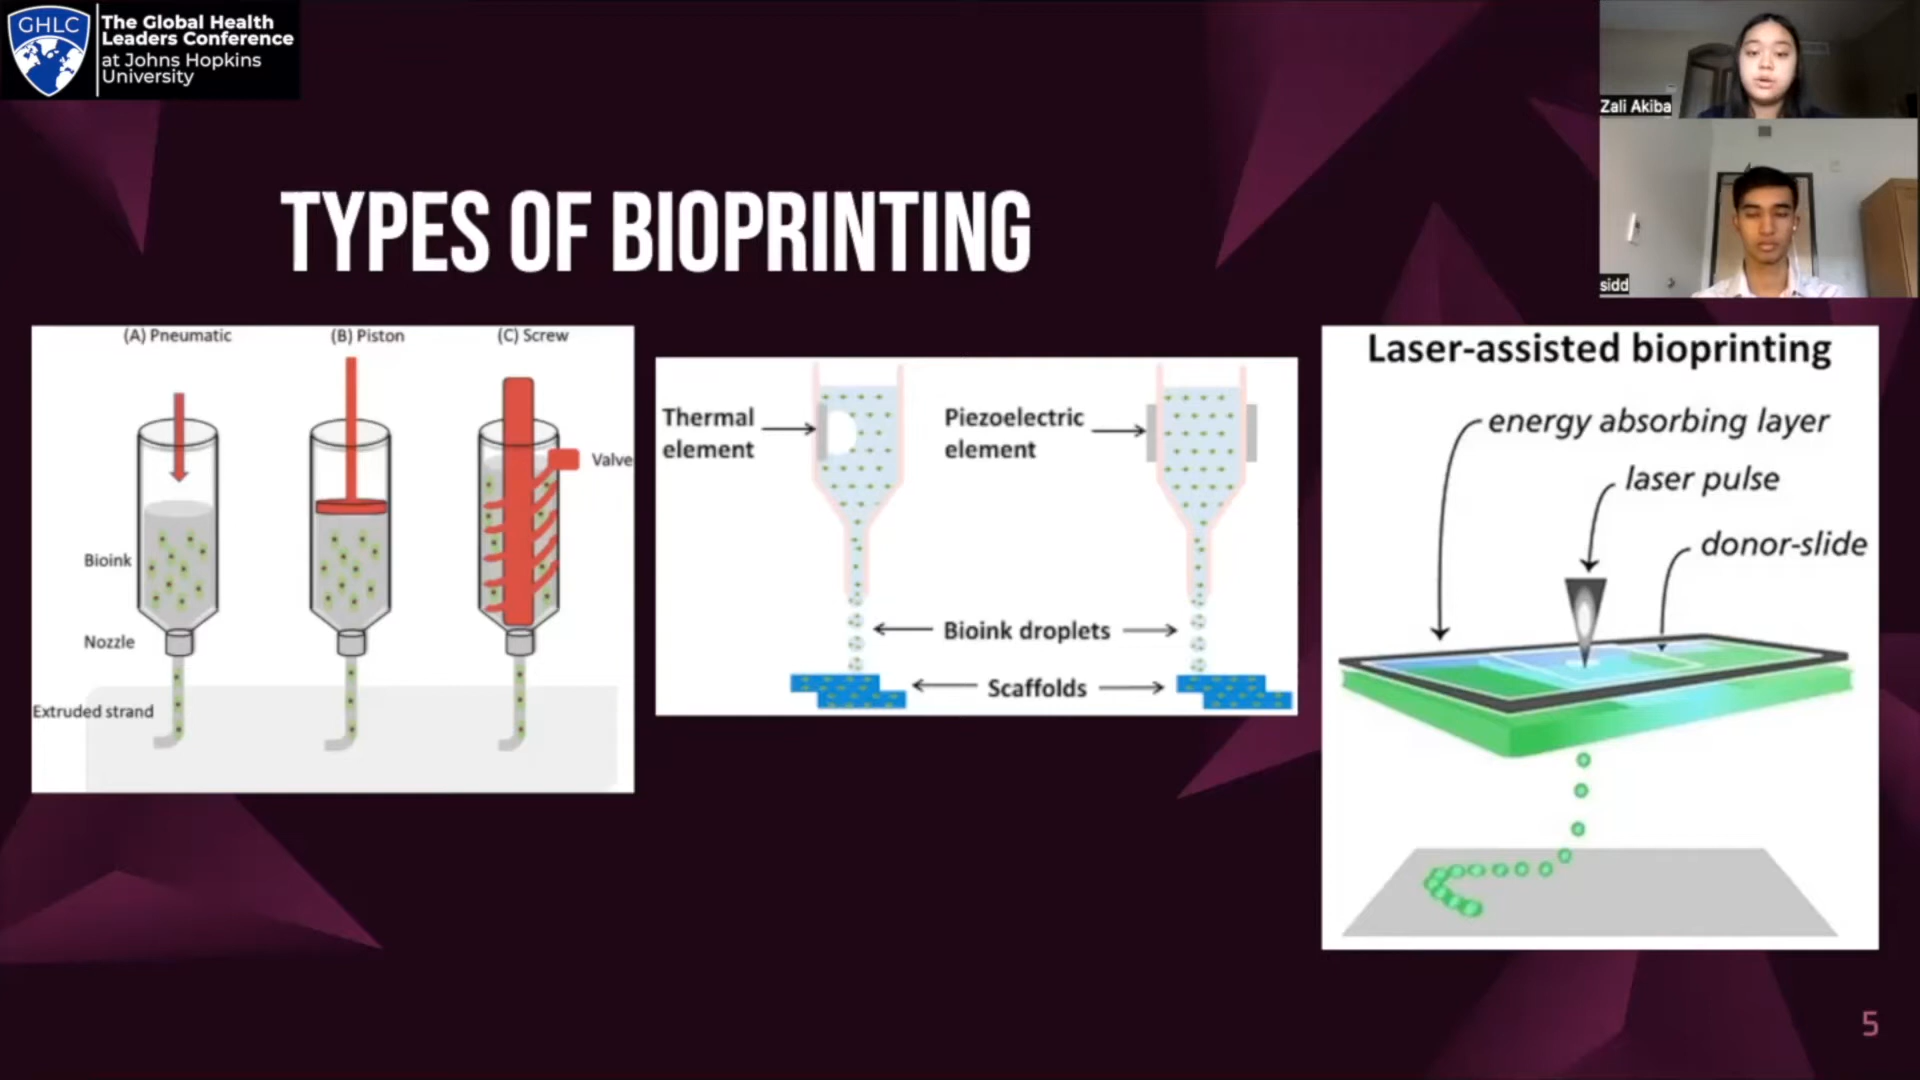 GHLC
The Global Health
Leaders Conference
at Johns Hopkins
University
Zali Akiba
sidd
TYPES OF BIOPRINTING
(A) Pneumatic
(B) Piston
(C) Screw
Valve
Bioink
Nozzle
Extruded strand
Thermal
element
Piezoelectric
element
Bioink droplets
Scaffolds
Laser-assisted bioprinting
energy absorbing layer
laser pulse
donor-slide
5